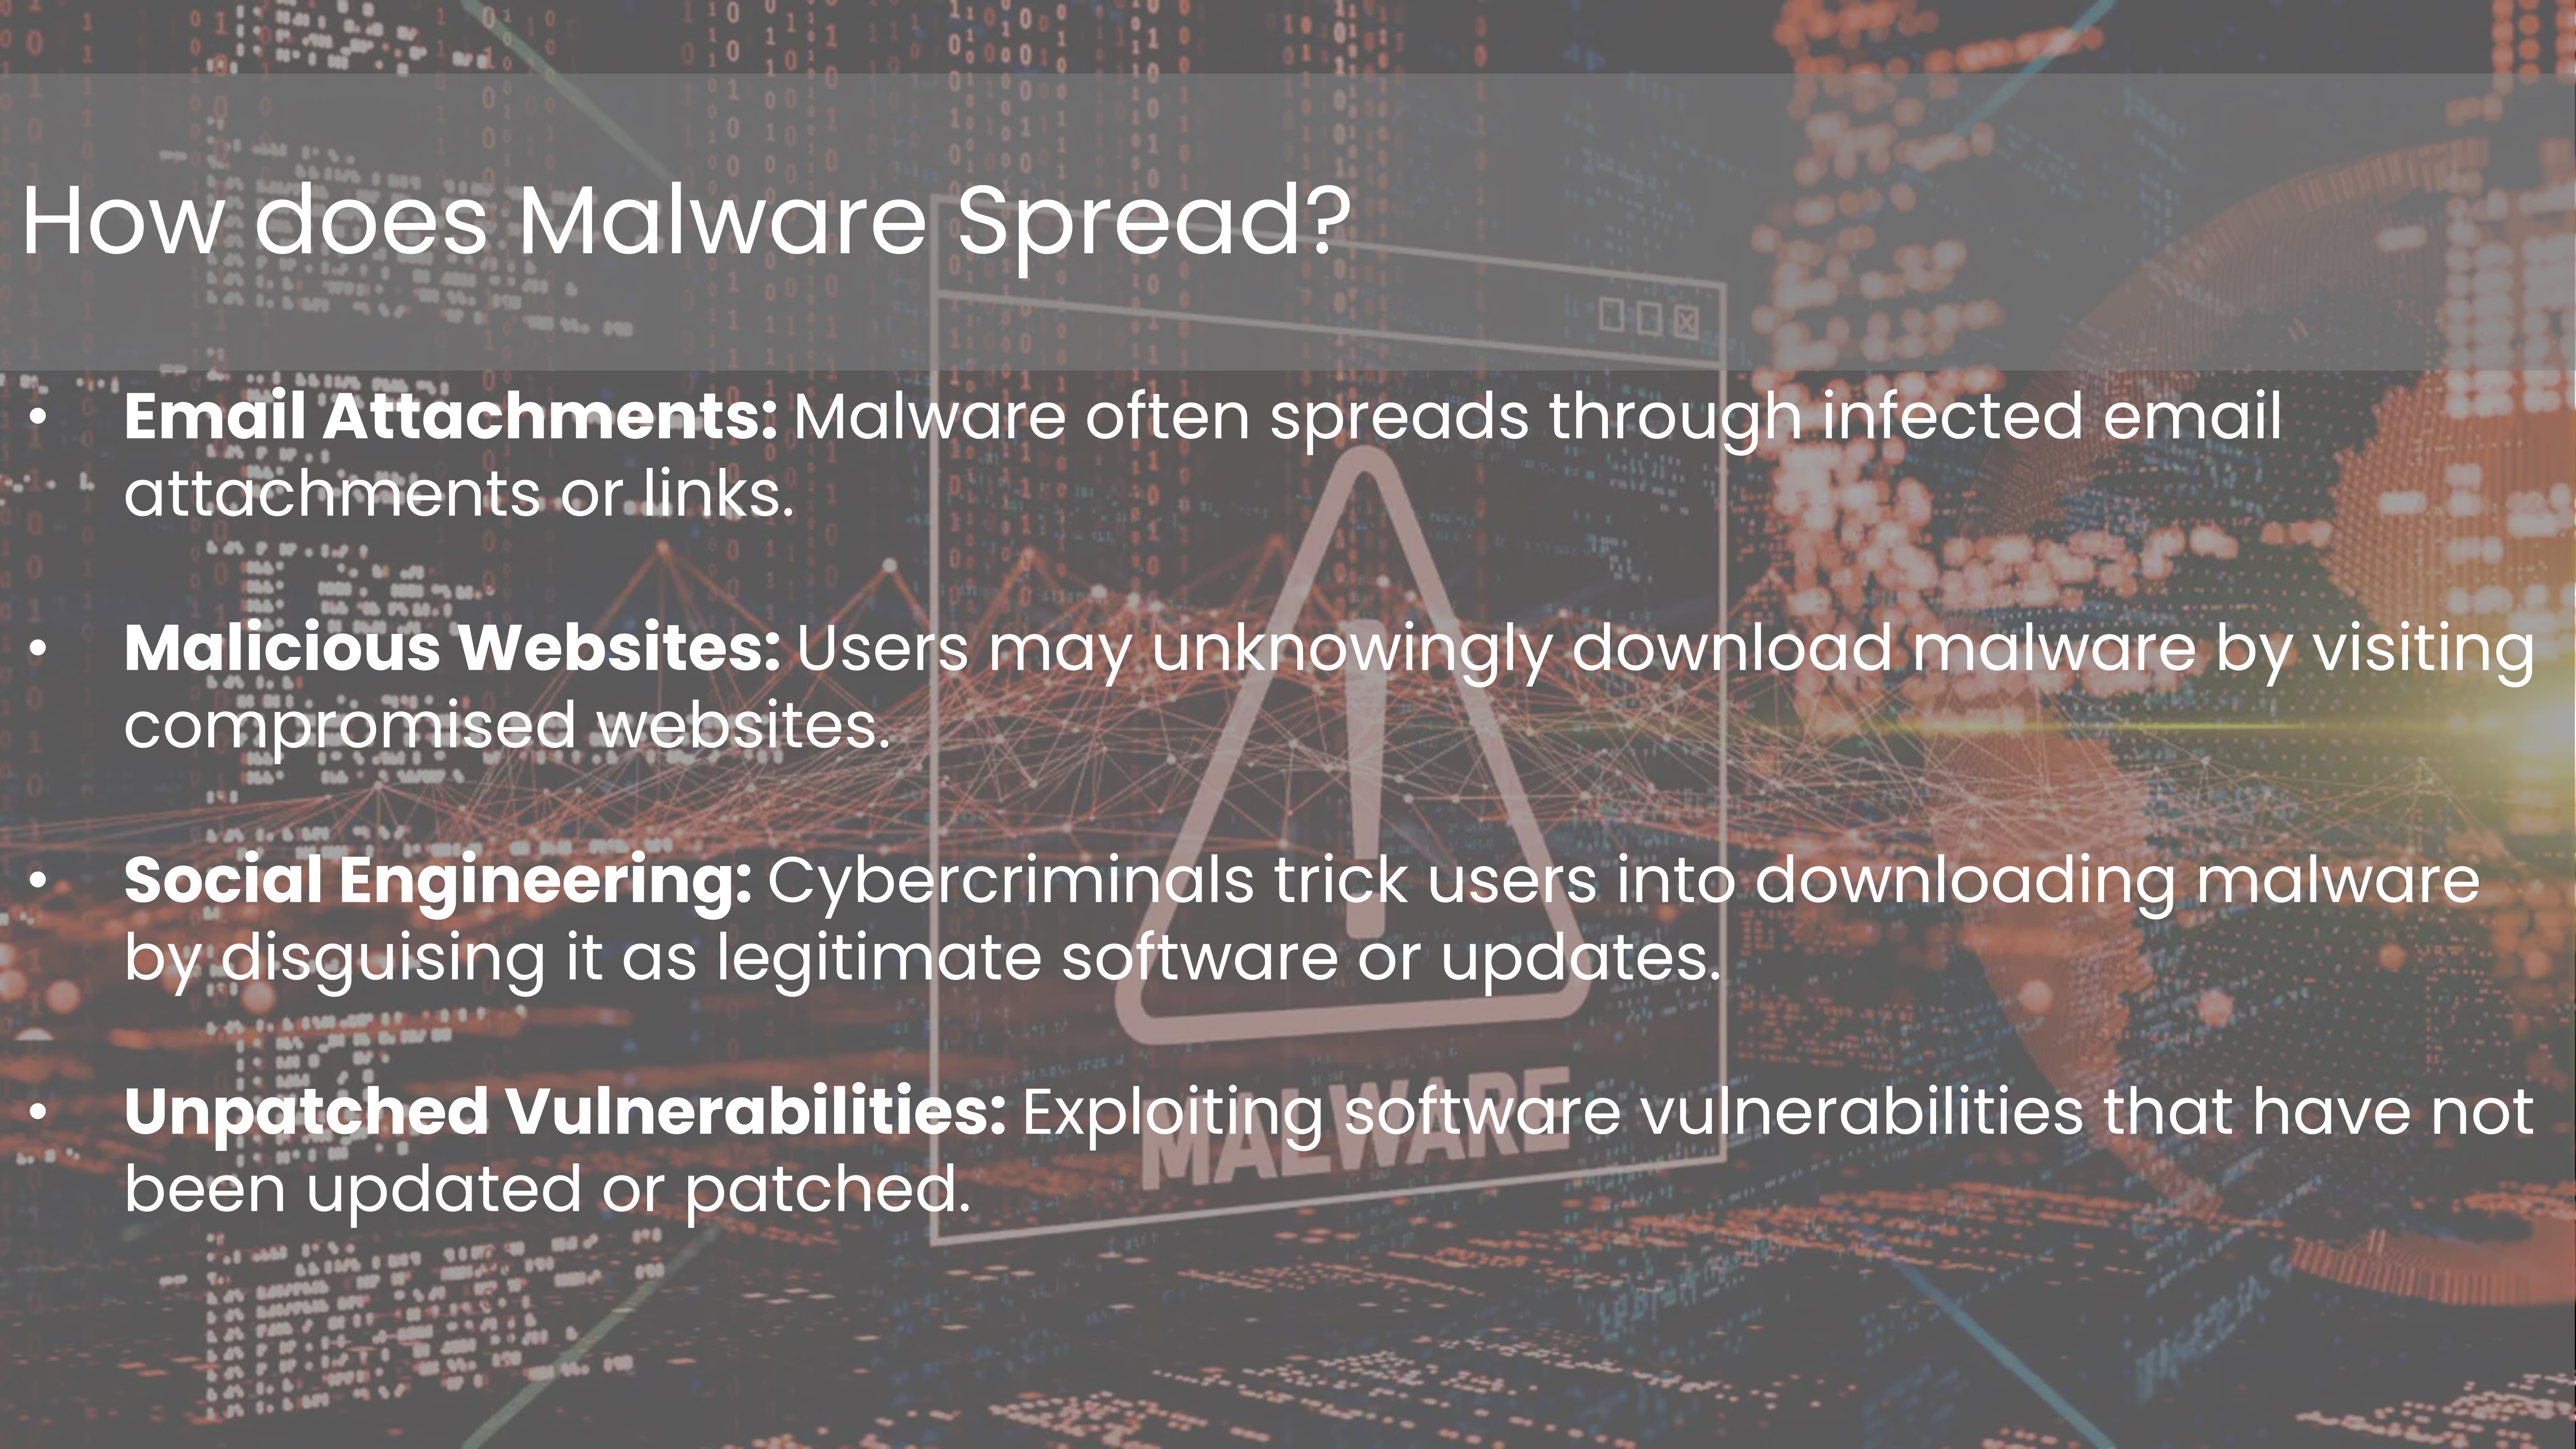 How does Malware Spread?
• Email Attachments: Malware often spreads through infected email
attachments or links.
• Malicious Websites: Users may unknowingly download malware by visiting
compromised websites.
• Social Engineering: Cybercriminals trick users into downloading malware
by disguising it as legitimate software or updates.
• Unpatched Vulnerabilities: Exploiting software vulnerabilities that have not
been updated or patched.
MALWARE